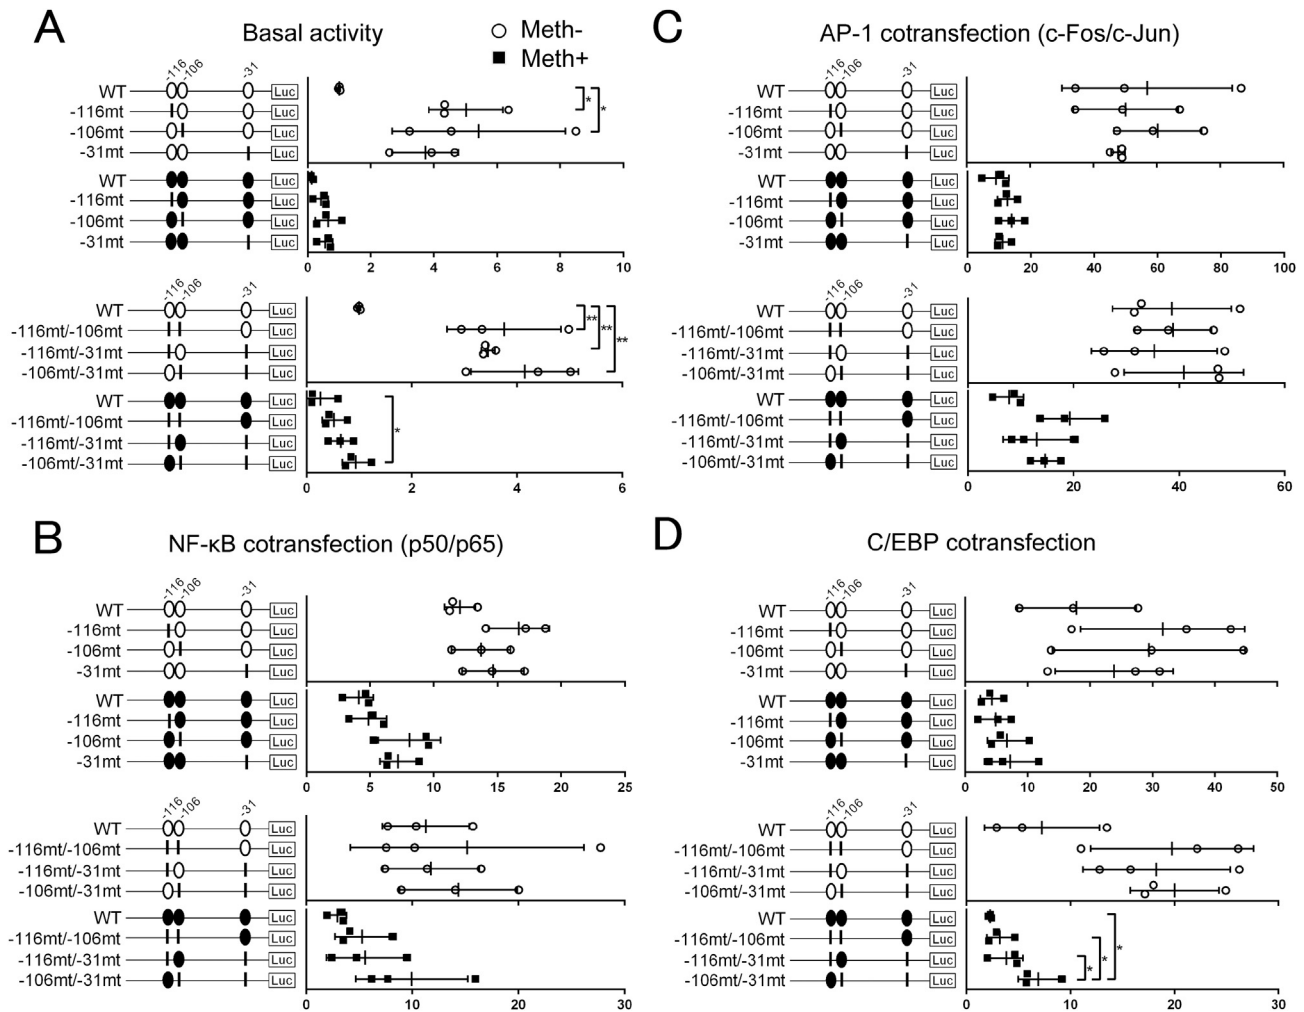 A
Basal activity
Meth-
Meth+
-116 -106 -31
WT Luc
-116mt Luc
-106mt Luc
-31mt Luc
* *
WT Luc
-116mt Luc
-106mt Luc
-31mt Luc
0 2 4 6 8 10
-116 -106 -31
WT Luc
-116mt/-106mt Luc
-116mt/-31mt Luc
-106mt/-31mt Luc
** ** **
WT Luc
-116mt/-106mt Luc
-116mt/-31mt Luc
-106mt/-31mt Luc
*
0 2 4 6
B
NF-κB cotransfection (p50/p65)
-116 -106 -31
WT Luc
-116mt Luc
-106mt Luc
-31mt Luc
WT Luc
-116mt Luc
-106mt Luc
-31mt Luc
0 5 10 15 20 25
-116 -106 -31
WT Luc
-116mt/-106mt Luc
-116mt/-31mt Luc
-106mt/-31mt Luc
WT Luc
-116mt/-106mt Luc
-116mt/-31mt Luc
-106mt/-31mt Luc
0 10 20 30
C
AP-1 cotransfection (c-Fos/c-Jun)
-116 -106 -31
WT Luc
-116mt Luc
-106mt Luc
-31mt Luc
WT Luc
-116mt Luc
-106mt Luc
-31mt Luc
0 20 40 60 80 100
-116 -106 -31
WT Luc
-116mt/-106mt Luc
-116mt/-31mt Luc
-106mt/-31mt Luc
WT Luc
-116mt/-106mt Luc
-116mt/-31mt Luc
-106mt/-31mt Luc
0 20 40 60
D
C/EBP cotransfection
-116 -106 -31
WT Luc
-116mt Luc
-106mt Luc
-31mt Luc
WT Luc
-116mt Luc
-106mt Luc
-31mt Luc
0 10 20 30 40 50
-116 -106 -31
WT Luc
-116mt/-106mt Luc
-116mt/-31mt Luc
-106mt/-31mt Luc
WT Luc
-116mt/-106mt Luc
-116mt/-31mt Luc
-106mt/-31mt Luc
* * *
0 10 20 30